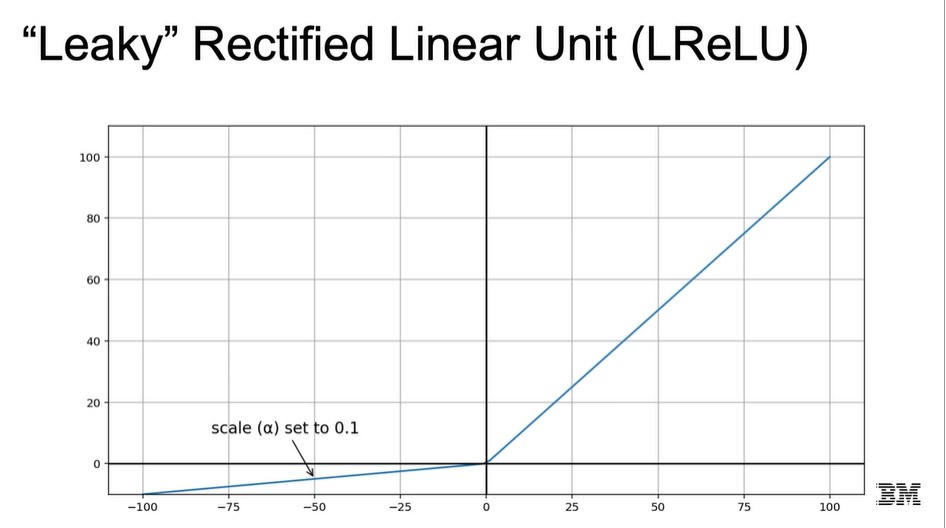 “Leaky” Rectified Linear Unit (LReLU)
100
80
60
40
20
scale (α) set to 0.1
0
−100 −75 −50 −25 0 25 50 75 100
IBM